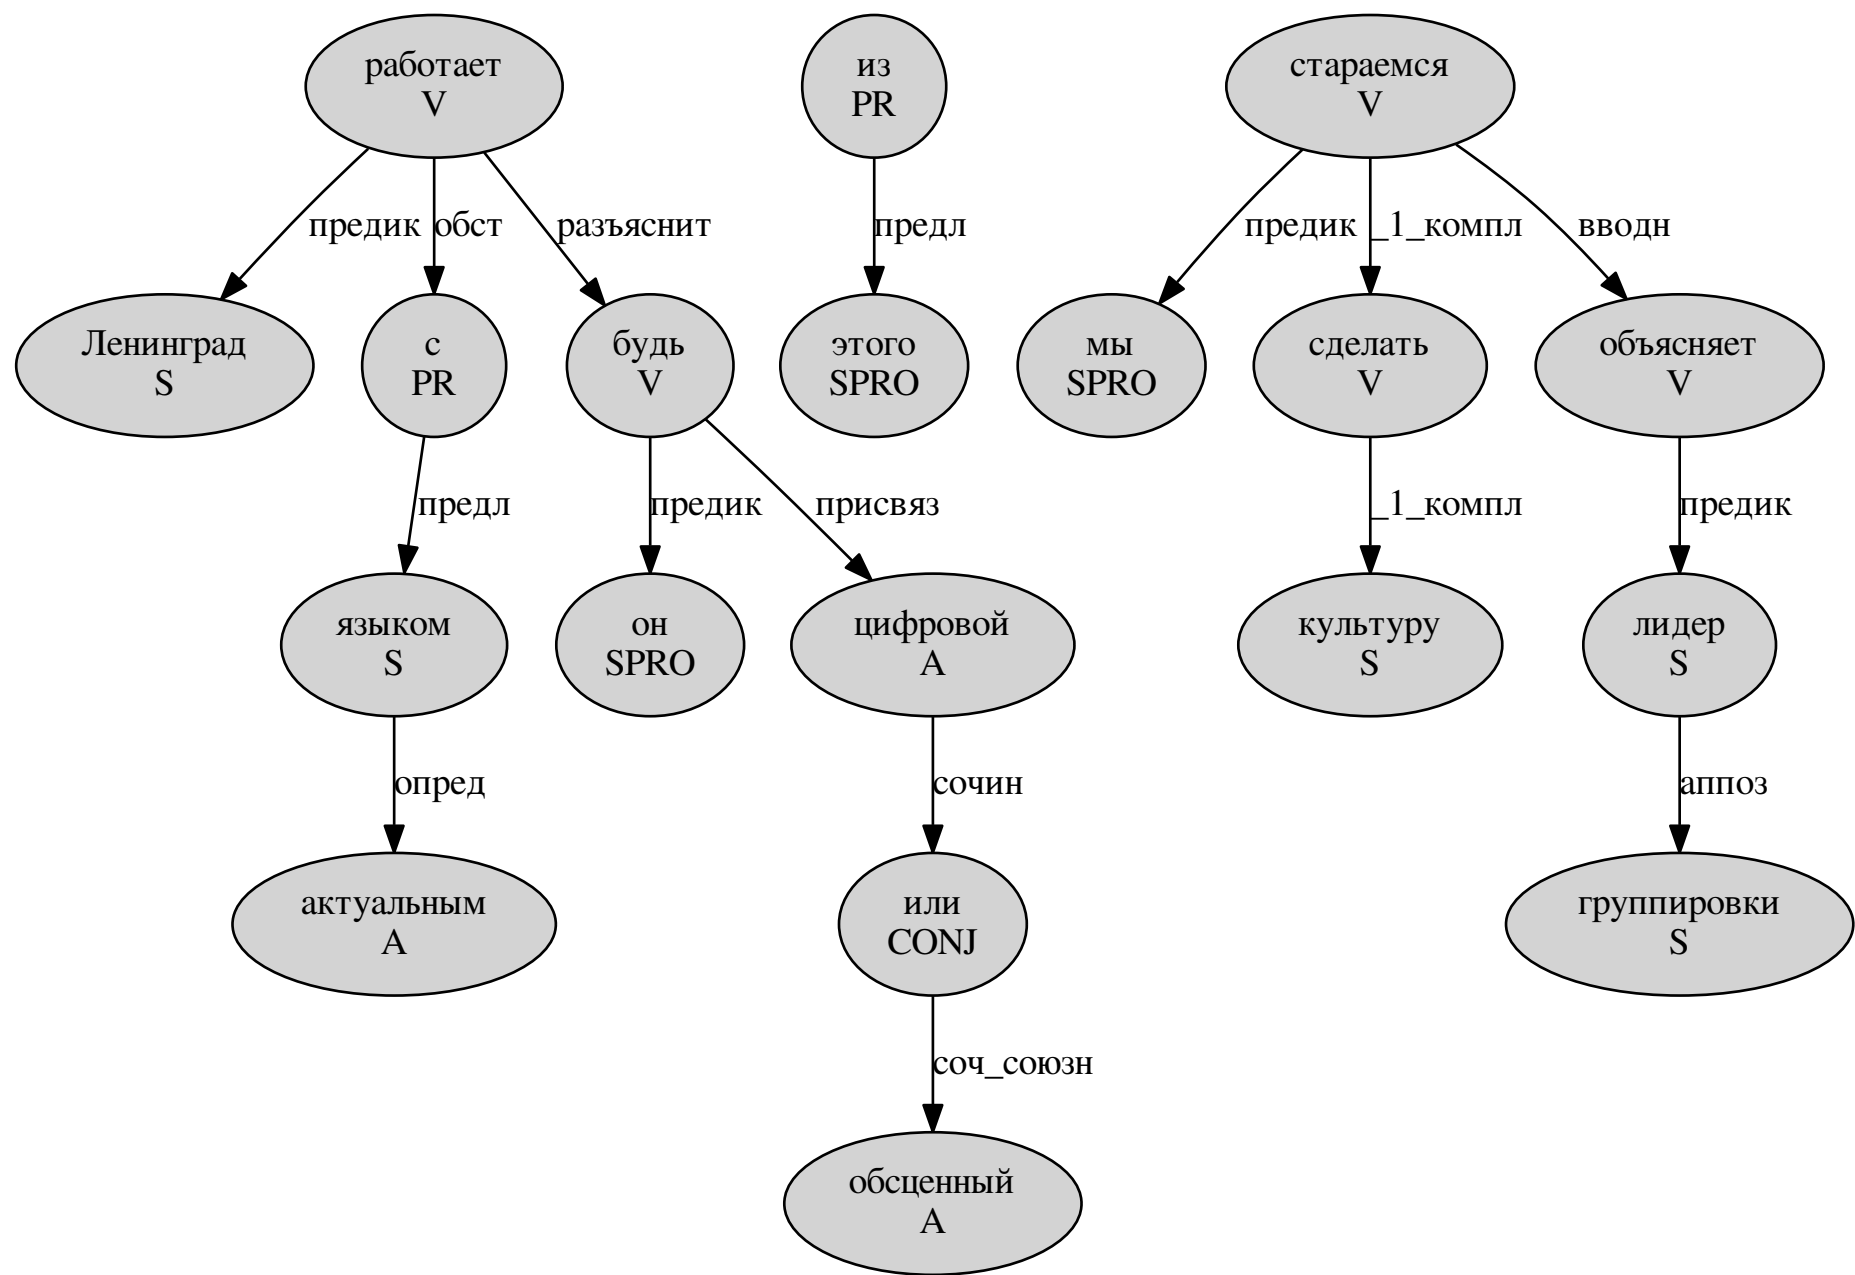 работает
V
из
PR
стараемся
V
предик
обст
разъяснит
предл
предик
_1_компл
вводн
Ленинград
S
с
PR
будь
V
этого
SPRO
мы
SPRO
сделать
V
объясняет
V
предл
предик
присвяз
_1_компл
предик
языком
S
он
SPRO
цифровой
A
культуру
S
лидер
S
опред
сочин
аппоз
актуальным
A
или
CONJ
группировки
S
соч_союзн
обсценный
A